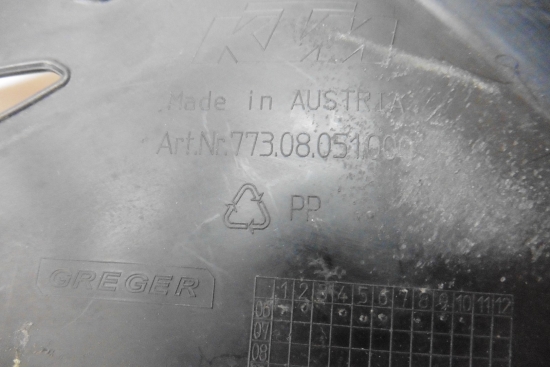 KTM
Made in AUSTRIA
Art.Nr. 773.08.051.000
PP
GREGER
1 2 3 4 5 6 7 8 9 10 11 12
06
07
08